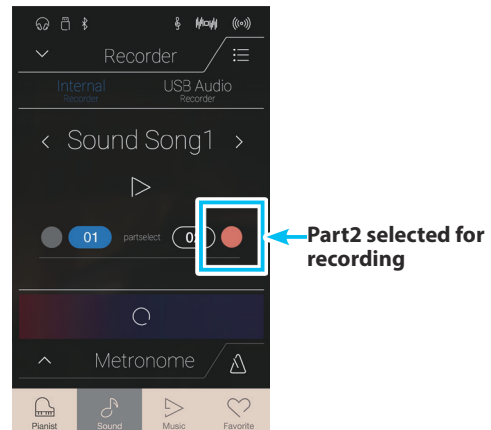 Recorder
Internal
Recorder
USB Audio
Recorder
Sound Song1
01
partselect
Part2 selected for
recording
Metronome
Pianist
Sound
Music
Favorite